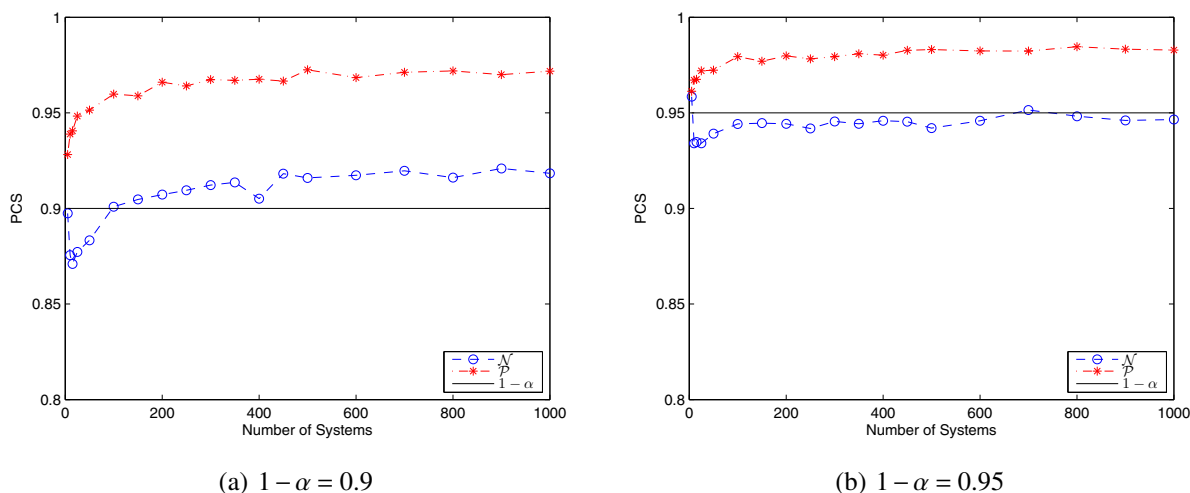 1
0.95
0.9
0.85
0.8
PCS
0 200 400 600 800 1000
Number of Systems
𝒩
𝒫
1 − α
(a) 1 − α = 0.9
1
0.95
0.9
0.85
0.8
PCS
0 200 400 600 800 1000
Number of Systems
𝒩
𝒫
1 − α
(b) 1 − α = 0.95